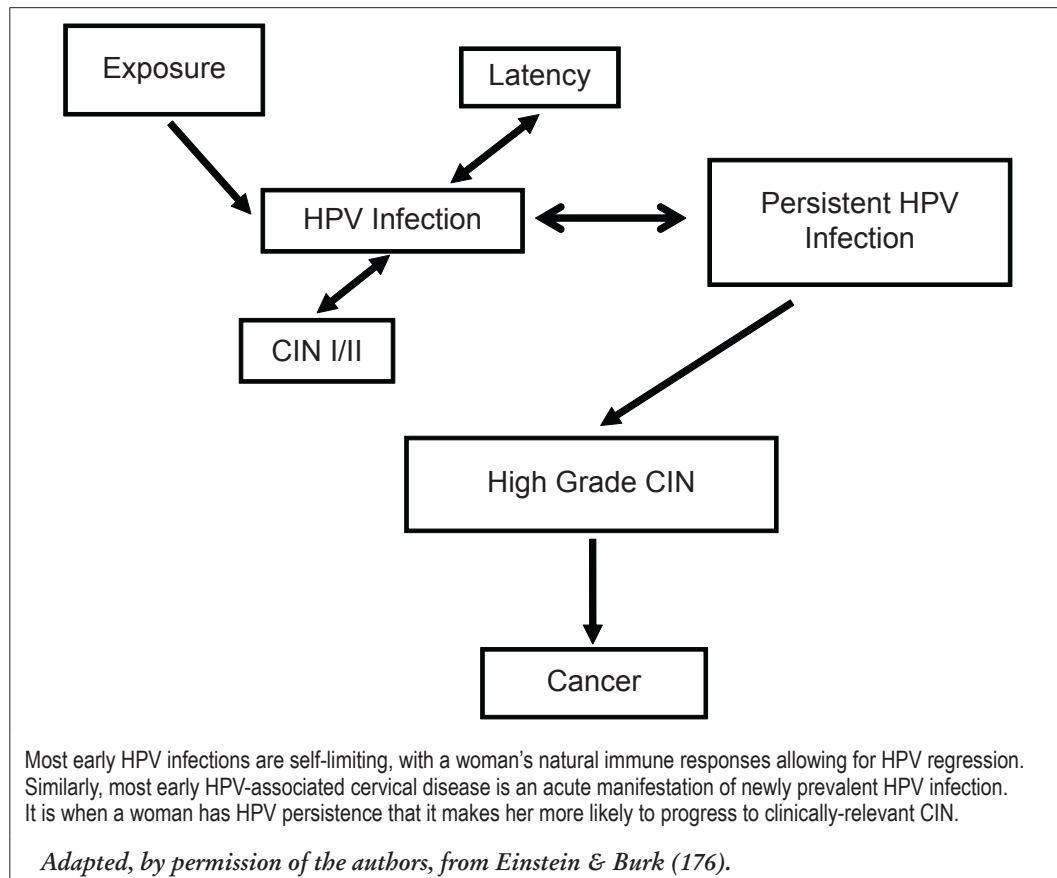 Exposure
Latency
HPV Infection
Persistent HPV
Infection
CIN I/II
High Grade CIN
Cancer
Most early HPV infections are self-limiting, with a woman’s natural immune responses allowing for HPV regression.
Similarly, most early HPV-associated cervical disease is an acute manifestation of newly prevalent HPV infection.
It is when a woman has HPV persistence that it makes her more likely to progress to clinically-relevant CIN.
Adapted, by permission of the authors, from Einstein & Burk (176).